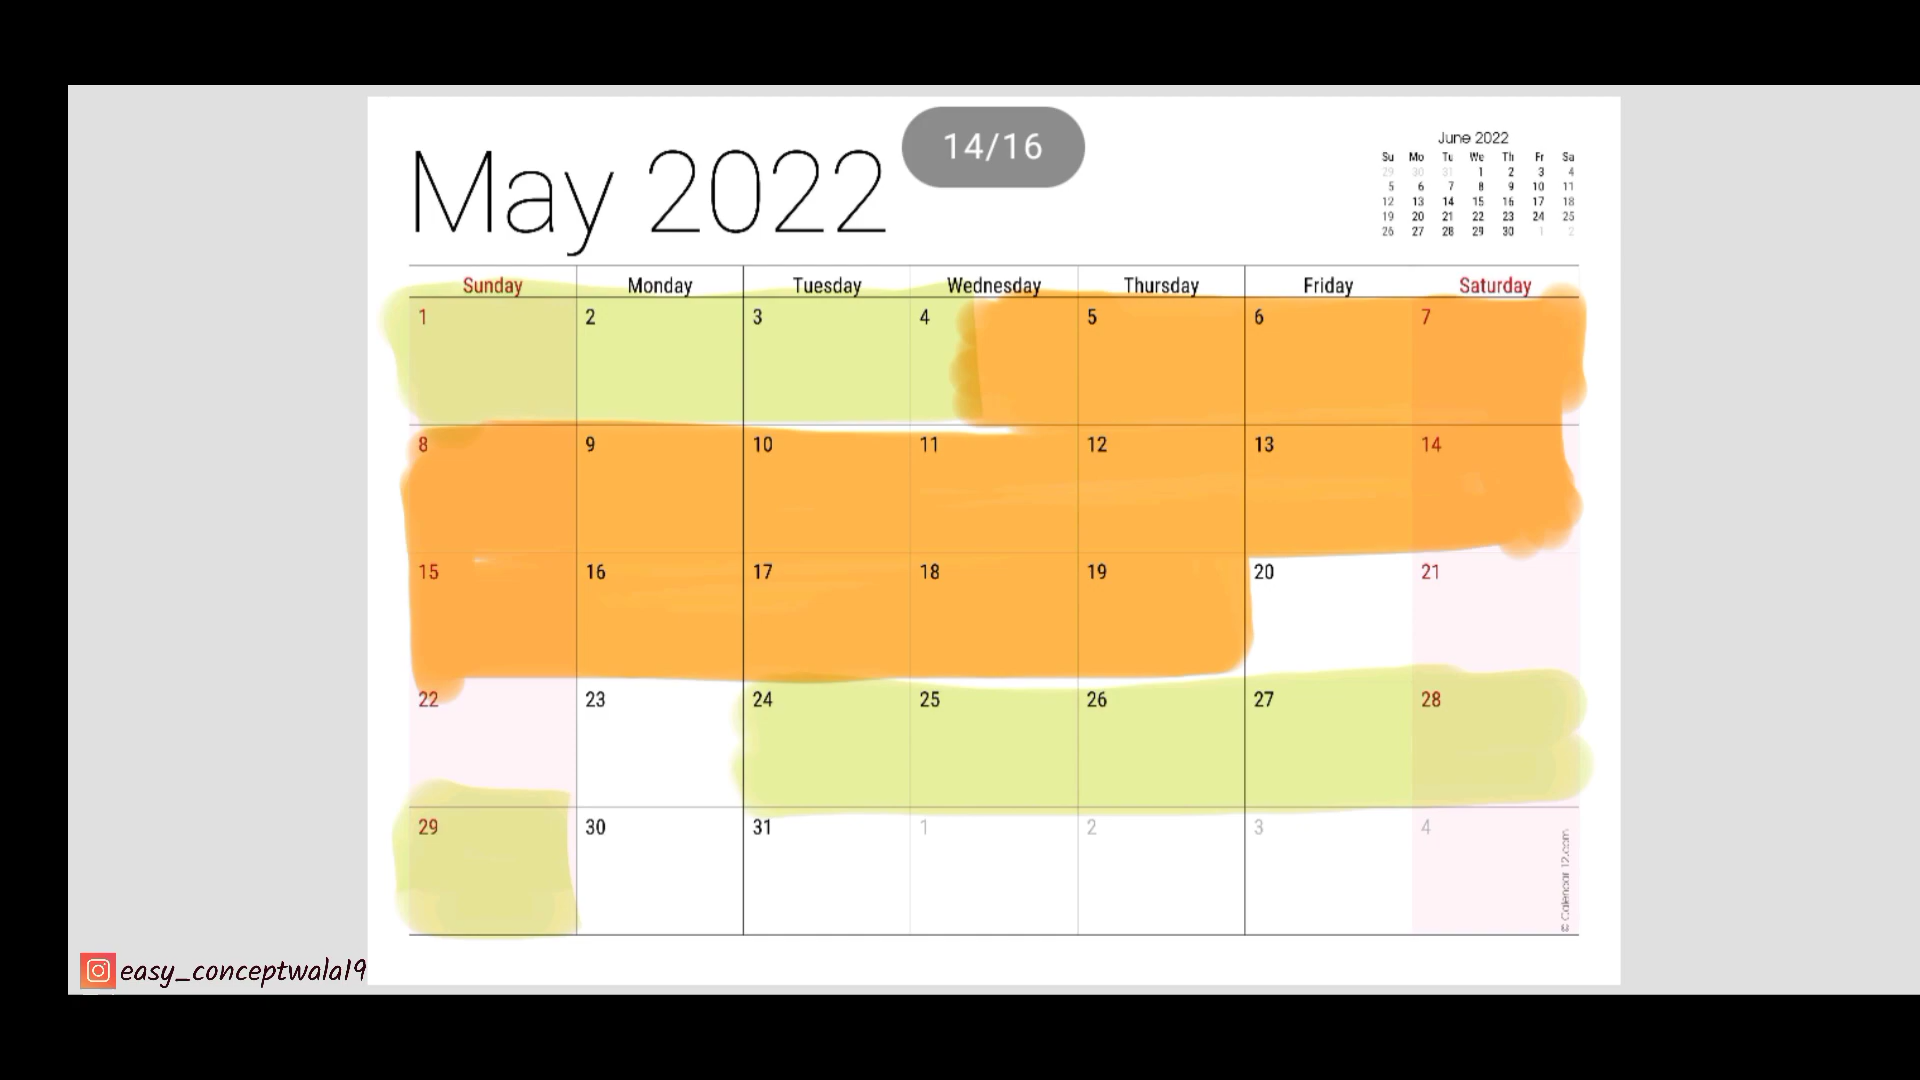 14/16
May 2022
June 2022
Su Mo Tu We Th Fr Sa
29 30 31 1 2 3 4
5 6 7 8 9 10 11
12 13 14 15 16 17 18
19 20 21 22 23 24 25
26 27 28 29 30 1 2
Sunday Monday Tuesday Wednesday Thursday Friday Saturday
1 2 3 4 5 6 7
8 9 10 11 12 13 14
15 16 17 18 19 20 21
22 23 24 25 26 27 28
29 30 31 1 2 3 4
© Calendar12.com
easy_conceptwala19